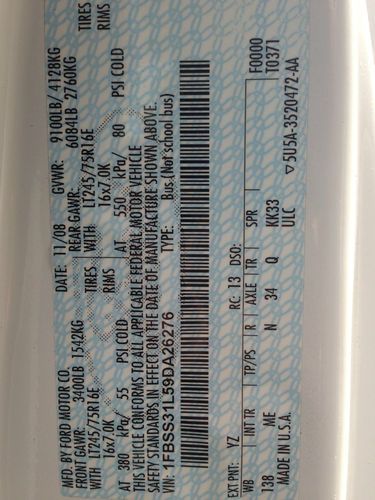 MFD. BY FORD MOTOR CO.
DATE: 11/08 GVWR: 9100LB/ 4128KG
FRONT GAWR: 3400LB 1542KG REAR GAWR: 6084LB 2760KG
WITH LT245/75R16E TIRES WITH LT245/75R16E TIRES
16x7.0K RIMS 16x7.0K RIMS
AT 380 kPa/ 55 PSI COLD AT 550 kPa/ 80 PSI COLD
THIS VEHICLE CONFORMS TO ALL APPLICABLE FEDERAL MOTOR VEHICLE
SAFETY STANDARDS IN EFFECT ON THE DATE OF MANUFACTURE SHOWN ABOVE.
VIN: 1FBSS31L59DA26276 TYPE: Bus (Not school bus)
F0000
T0371
EXT PNT: YZ RC: 13 DSO:
WB INT TR TP/PS R AXLE TR SPR
138 ME N 34 Q KK33
MADE IN U.S.A. ULC
▽5U5A-3520472-AA